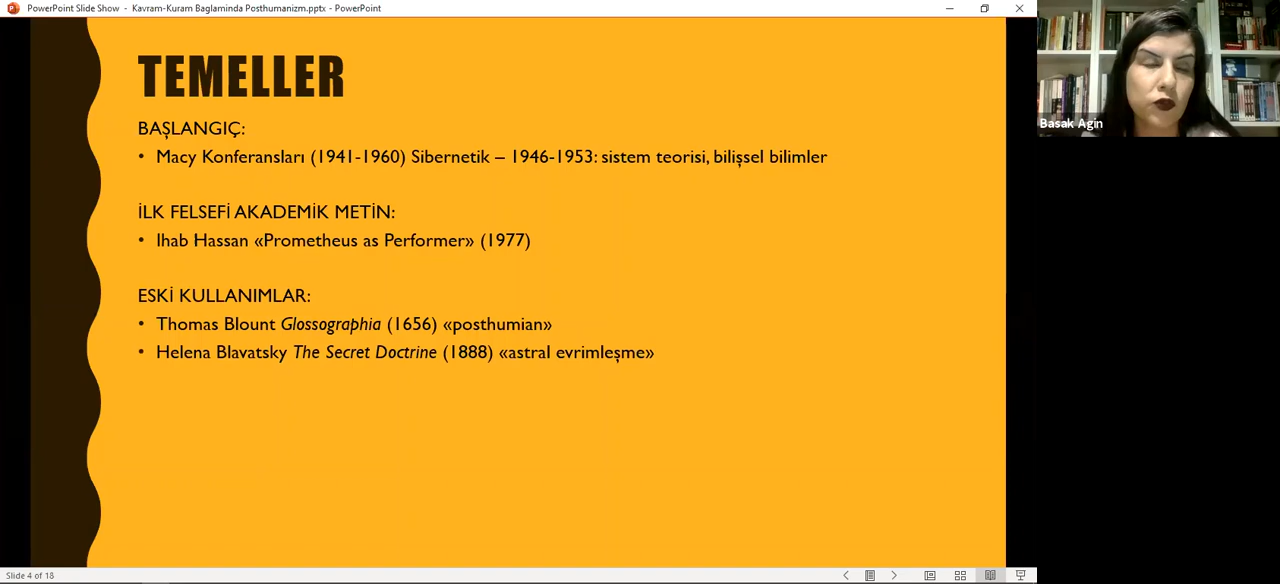 PowerPoint Slide Show - Kavram-Kuram Baglaminda Posthumanizm.pptx - PowerPoint
TEMELLER
BAŞLANGIÇ:
• Macy Konferansları (1941-1960) Sibernetik – 1946-1953: sistem teorisi, bilişsel bilimler
İLK FELSEFİ AKADEMİK METİN:
• Ihab Hassan «Prometheus as Performer» (1977)
ESKİ KULLANIMLAR:
• Thomas Blount Glossographia (1656) «posthumian»
• Helena Blavatsky The Secret Doctrine (1888) «astral evrimleşme»
Basak Agin
Slide 4 of 18